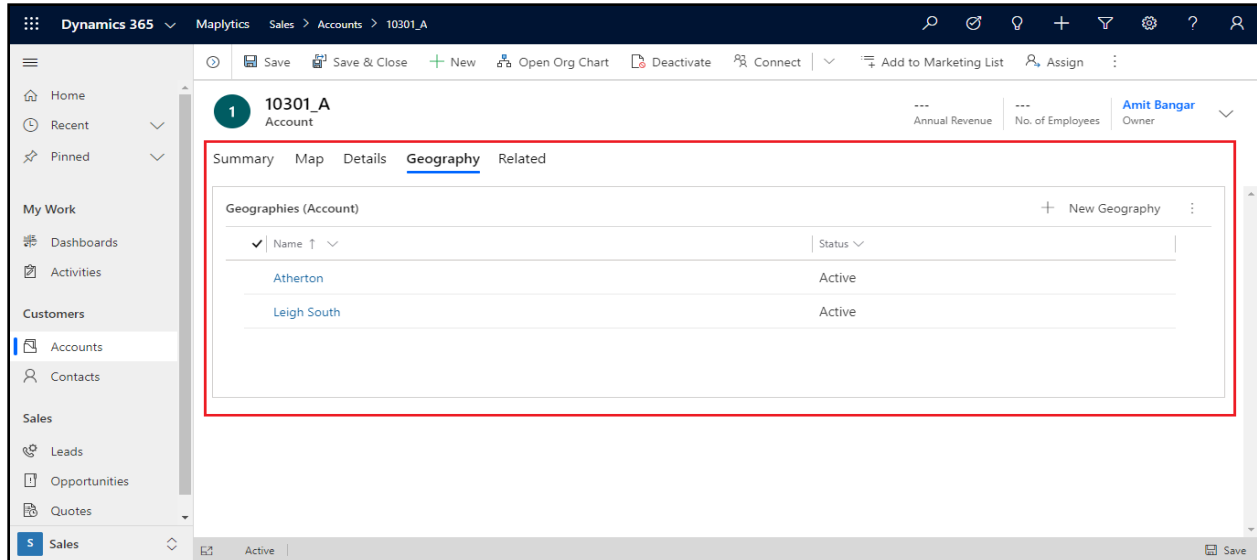 Dynamics 365 Maplytics Sales > Accounts > 10301_A
Save Save & Close New Open Org Chart Deactivate Connect Add to Marketing List Assign
Home
Recent
Pinned
My Work
Dashboards
Activities
Customers
Accounts
Contacts
Sales
Leads
Opportunities
Quotes
S Sales
1 10301_A
Account
--- Annual Revenue
--- No. of Employees
Amit Bangar
Owner
Summary Map Details Geography Related
Geographies (Account) + New Geography
Name ↑ Status
Atherton Active
Leigh South Active
Active Save